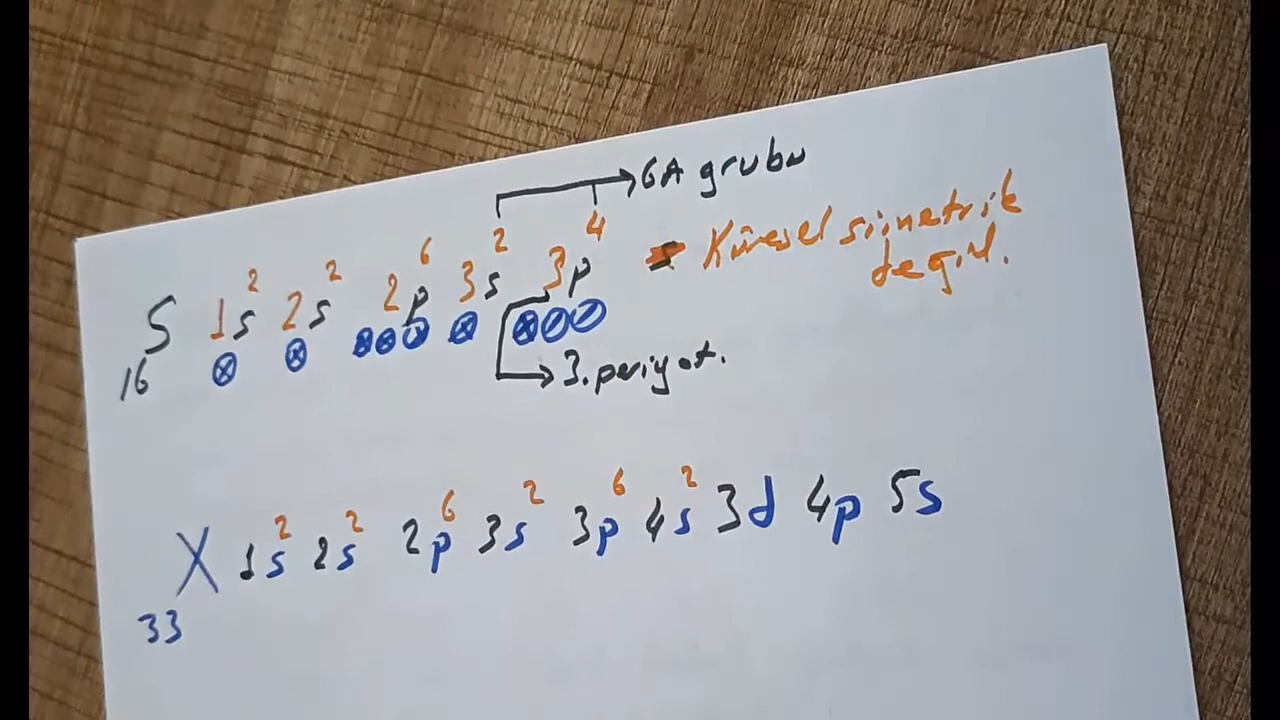 6A grubu
₁₆S 1s² 2s² 2p⁶ 3s² 3p⁴ Küresel simetrik
değil.
3. periyot.
₃₃X 1s² 2s² 2p⁶ 3s² 3p⁶ 4s² 3d 4p 5s